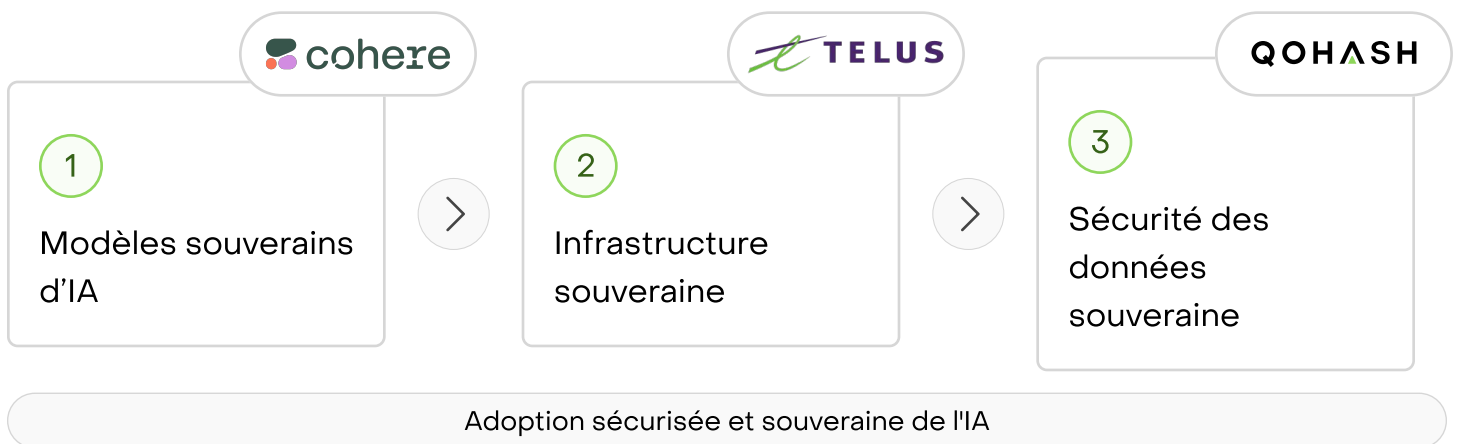 cohere
TELUS
QOHASH
1
Modèles souverains
d’IA
2
Infrastructure
souveraine
3
Sécurité des
données
souveraine
Adoption sécurisée et souveraine de l'IA